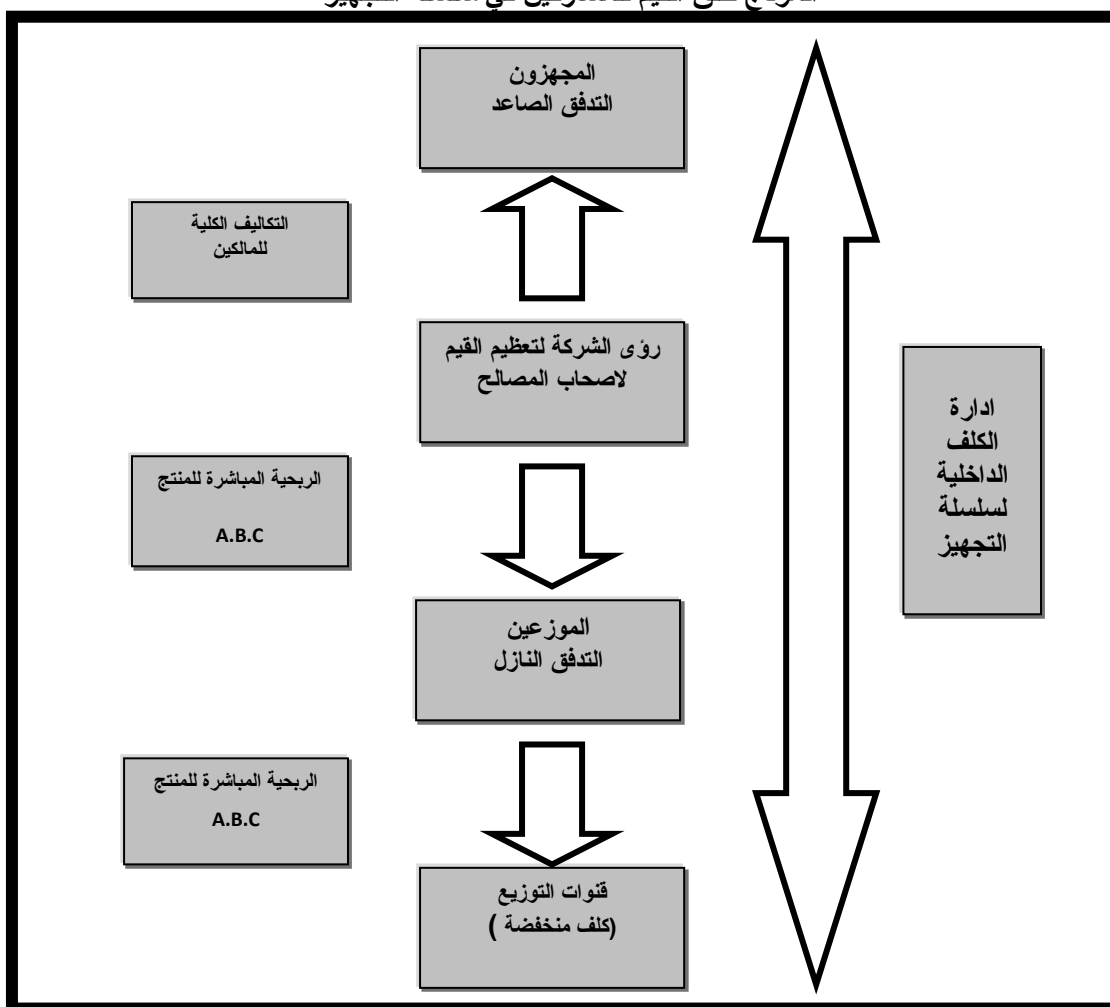 المجهزون
التدفق الصاعد
التكاليف الكلية
للمالكين
رؤى الشركة لتعظيم القيم
لاصحاب المصالح
ادارة
الكلف
الداخلية
لسلسلة
التجهيز
الربحية المباشرة للمنتج
A.B.C
الموزعين
التدفق النازل
الربحية المباشرة للمنتج
A.B.C
قنوات التوزيع
(كلف منخفضة )